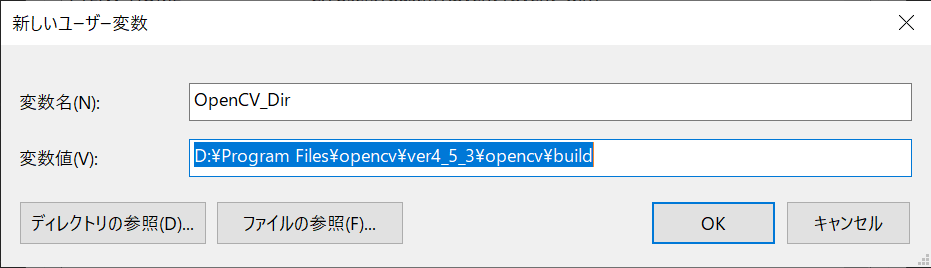 新しいユーザー変数
変数名(N):
OpenCV_Dir
変数値(V):
D:¥Program Files¥opencv¥ver4_5_3¥opencv¥build
ディレクトリの参照(D)...
ファイルの参照(F)...
OK
キャンセル